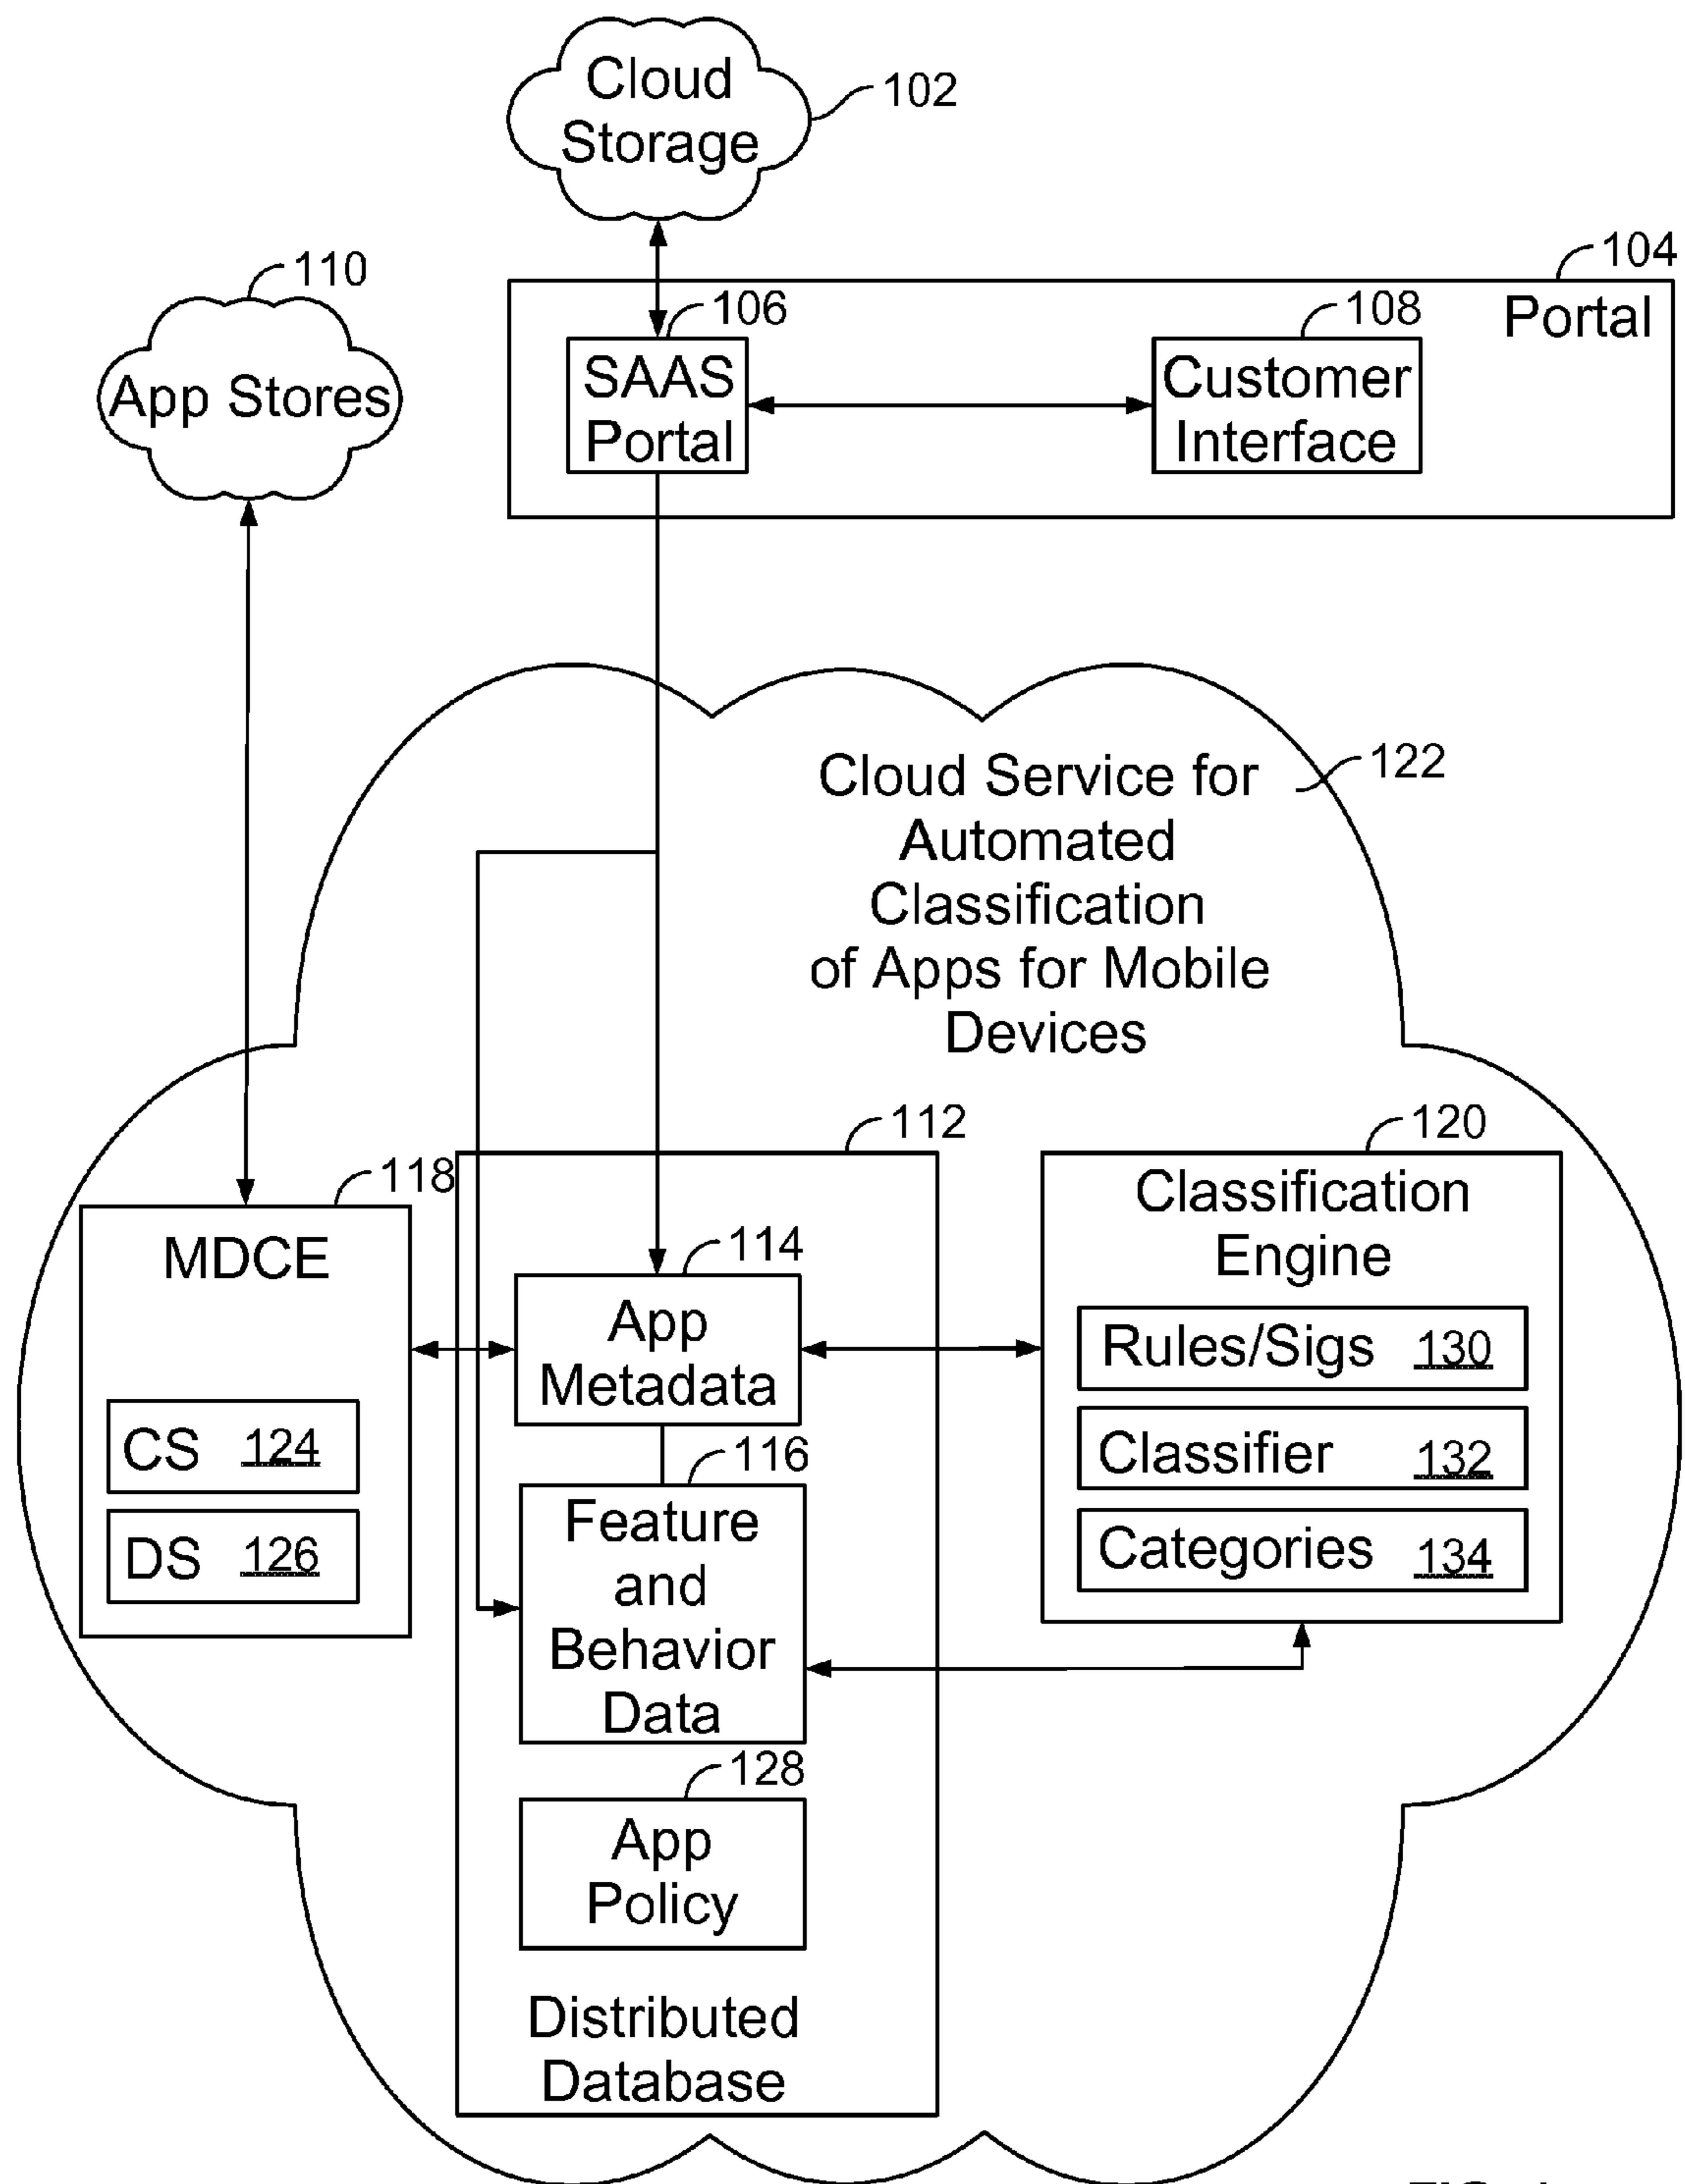 Cloud
Storage
102
110
104
Portal
106
108
App Stores
SAAS
Portal
Customer
Interface
Cloud Service for
Automated
Classification
of Apps for Mobile
Devices
122
112
120
118
MDCE
CS 124
DS 126
114
App
Metadata
116
Feature
and
Behavior
Data
128
App
Policy
Distributed
Database
Classification
Engine
Rules/Sigs 130
Classifier 132
Categories 134